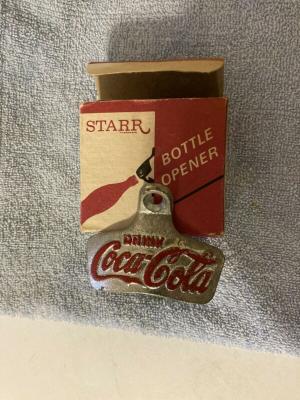 STARR
BOTTLE
OPENER
DRINK
Coca-Cola